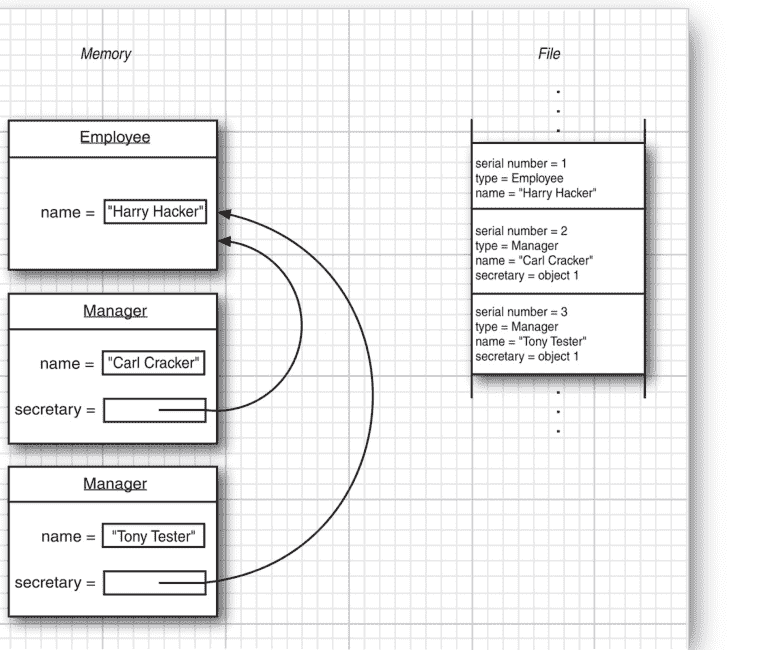 Memory
File
Employee
name = "Harry Hacker"
Manager
name = "Carl Cracker"
secretary =
Manager
name = "Tony Tester"
secretary =
serial number = 1
type = Employee
name = "Harry Hacker"
serial number = 2
type = Manager
name = "Carl Cracker"
secretary = object 1
serial number = 3
type = Manager
name = "Tony Tester"
secretary = object 1